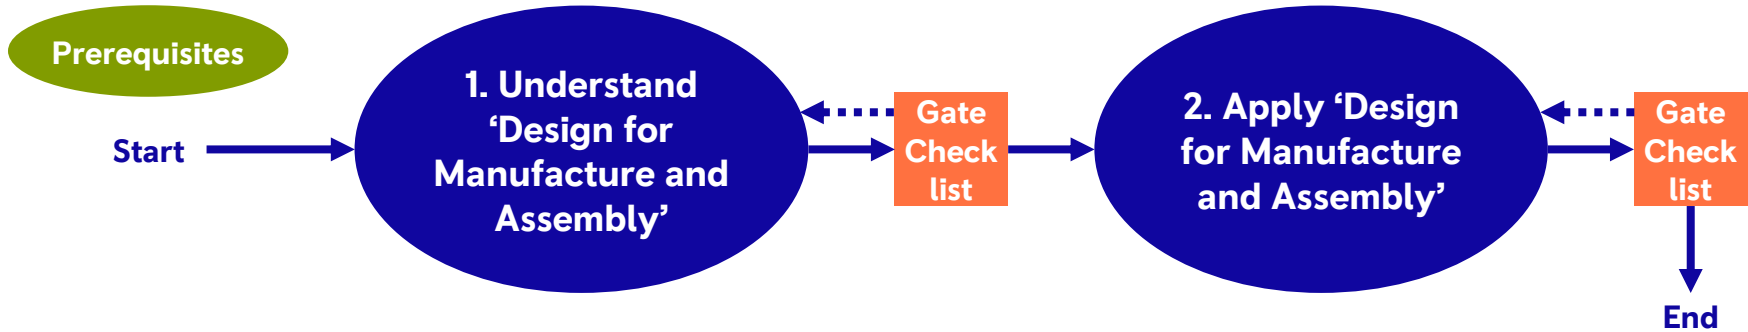 Prerequisites
Start
1. Understand
‘Design for
Manufacture and
Assembly’
Gate
Check
list
2. Apply ‘Design
for Manufacture
and Assembly’
Gate
Check
list
End